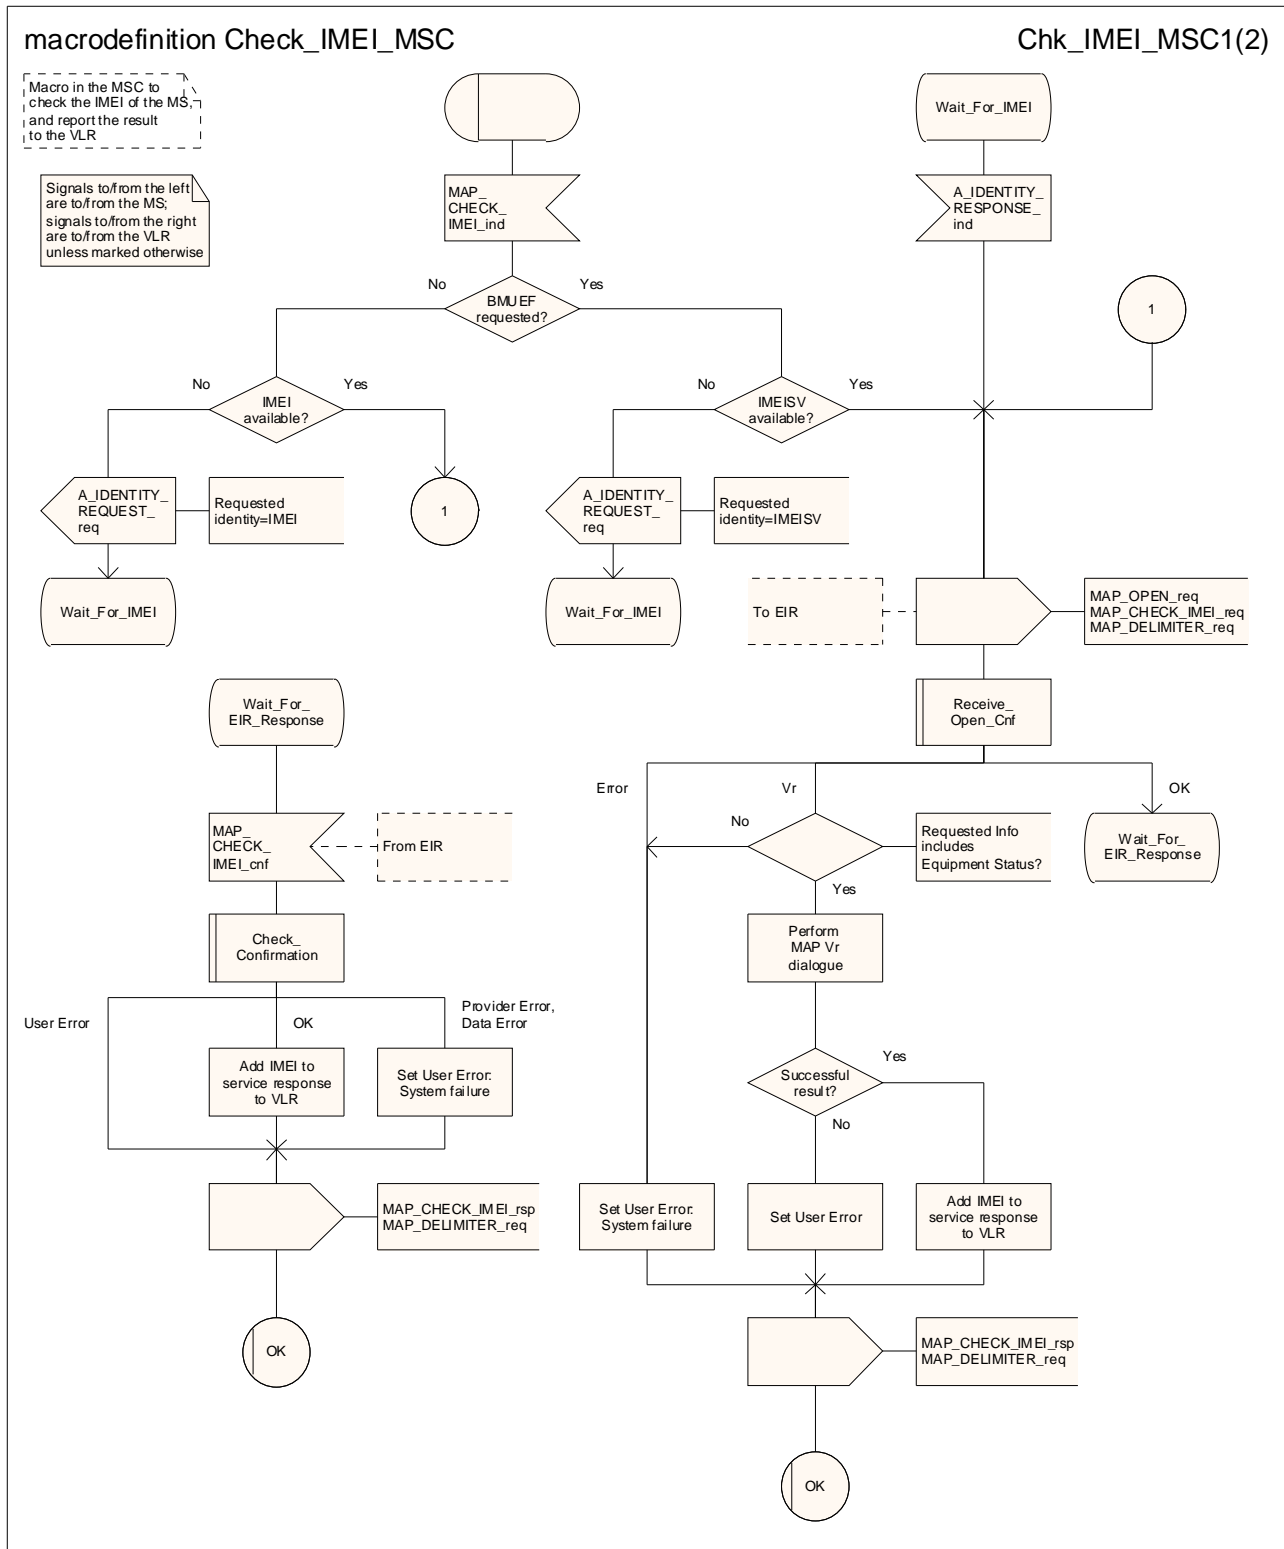 macrodefinition Check_IMEI_MSC
Chk_IMEI_MSC1(2)
Macro in the MSC to
check the IMEI of the MS,
and report the result
to the VLR
Signals to/from the left
are to/from the MS;
signals to/from the right
are to/from the VLR
unless marked otherwise
MAP_
CHECK_
IMEI_ind
Wait_For_IMEI
A_IDENTITY_
RESPONSE_
ind
No
BMUEF
requested?
Yes
1
No
IMEI
available?
Yes
No
IMEISV
available?
Yes
A_IDENTITY_
REQUEST_
req
Requested
identity=IMEI
1
A_IDENTITY_
REQUEST_
req
Requested
identity=IMEISV
Wait_For_IMEI
Wait_For_IMEI
To EIR
MAP_OPEN_req
MAP_CHECK_IMEI_req
MAP_DELIMITER_req
Wait_For_
EIR_Response
Receive_
Open_Cnf
Error
Vr
OK
MAP_
CHECK_
IMEI_cnf
From EIR
No
Requested Info
includes
Equipment Status?
Wait_For_
EIR_Response
Yes
Check_
Confirmation
Perform
MAP Vr
dialogue
User Error
OK
Provider Error,
Data Error
Add IMEI to
service response
to VLR
Set User Error:
System failure
Successful
result?
Yes
No
MAP_CHECK_IMEI_rsp
MAP_DELIMITER_req
Set User Error:
System failure
Set User Error
Add IMEI to
service response
to VLR
OK
MAP_CHECK_IMEI_rsp
MAP_DELIMITER_req
OK